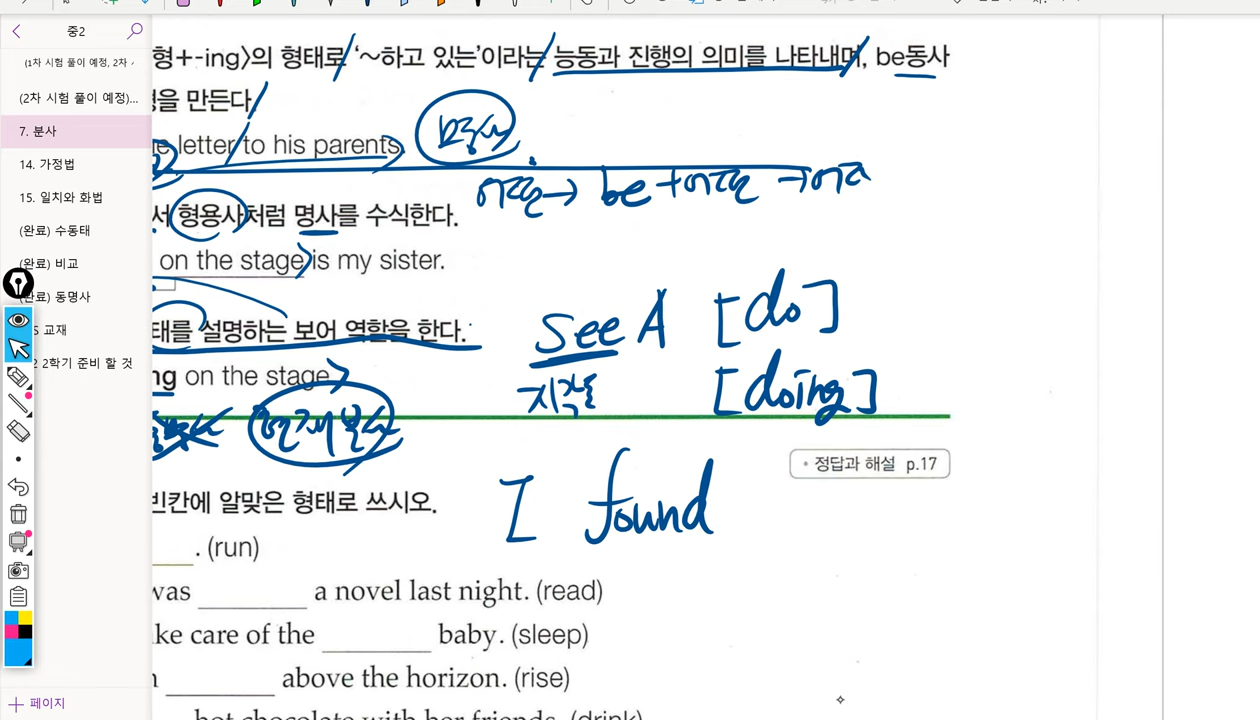 중2
(1차 시험 풀이 예정, 2차
(2차 시험 풀이 예정)...
7. 분사
14. 가정법
15. 일치와 화법
(완료) 수동태
(완료) 비교
완료) 동명사
S 교재
2 2학기 준비 할 것
페이지
형+-ing〉의 형태로 '~하고 있는'이라는 능동과 진행의 의미를 나타내며, be동사
을 만든다.
e letter to his parents.
be +
서 형용사처럼 명사를 수식한다.
on the stage is my sister.
see A [do]
태를 설명하는 보어 역할을 한다.
ng on the stage.
지각동 [doing]
현재분사
• 정답과 해설 p.17
I found
빈칸에 알맞은 형태로 쓰시오.
. (run)
was a novel last night. (read)
ke care of the baby. (sleep)
n above the horizon. (rise)
hot chocolate with her friends. (drink)